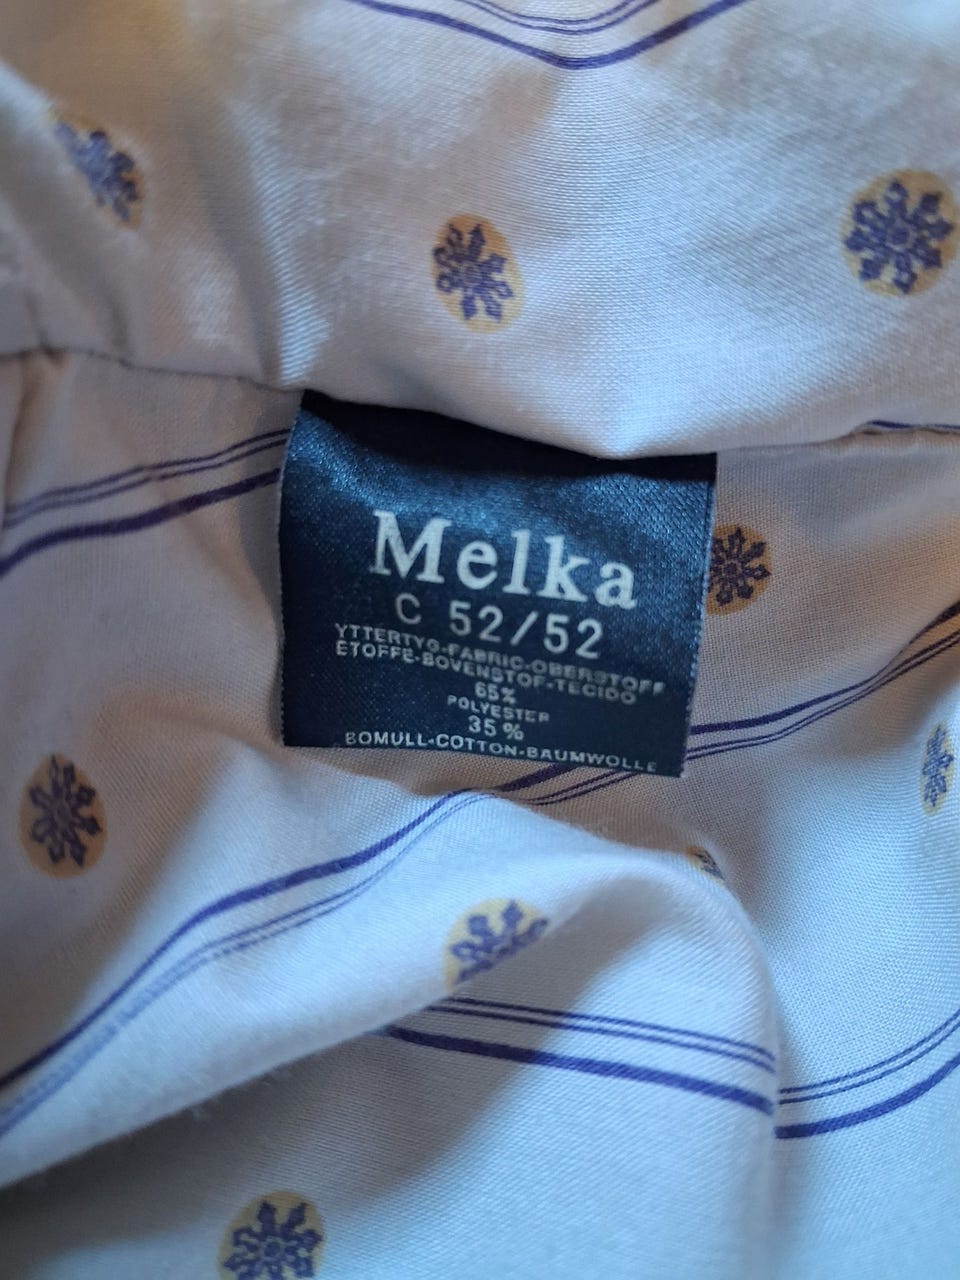 Melka
C 52/52
YTTERTYG-FABRIC-OBERSTOFF
ETOFFE-BOVENSTOF-TECIDO
65%
POLYESTER
35%
BOMULL-COTTON-BAUMWOLLE